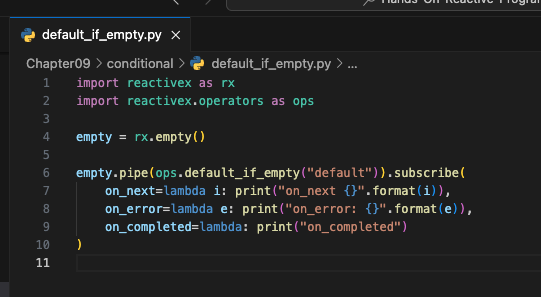 Hands-On Reactive Progra
default_if_empty.py ×
Chapter09 > conditional > default_if_empty.py > ...
1 import reactivex as rx
2 import reactivex.operators as ops
3
4 empty = rx.empty()
5
6 empty.pipe(ops.default_if_empty("default")).subscribe(
7     on_next=lambda i: print("on_next {}".format(i)),
8     on_error=lambda e: print("on_error: {}".format(e)),
9     on_completed=lambda: print("on_completed")
10 )
11